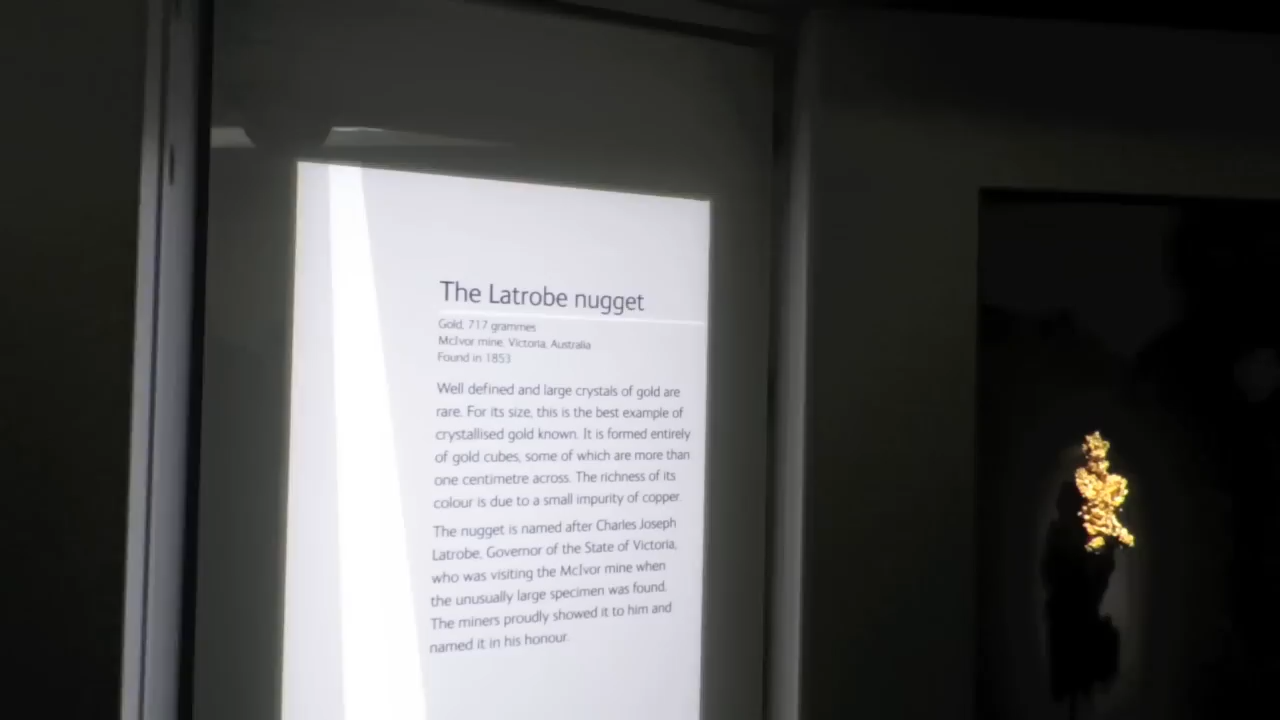 The Latrobe nugget
Gold, 717 grammes
McIvor mine, Victoria, Australia
Found in 1853
Well defined and large crystals of gold are
rare. For its size, this is the best example of
crystallised gold known. It is formed entirely
of gold cubes, some of which are more than
one centimetre across. The richness of its
colour is due to a small impurity of copper.
The nugget is named after Charles Joseph
Latrobe, Governor of the State of Victoria,
who was visiting the McIvor mine when
the unusually large specimen was found.
The miners proudly showed it to him and
named it in his honour.